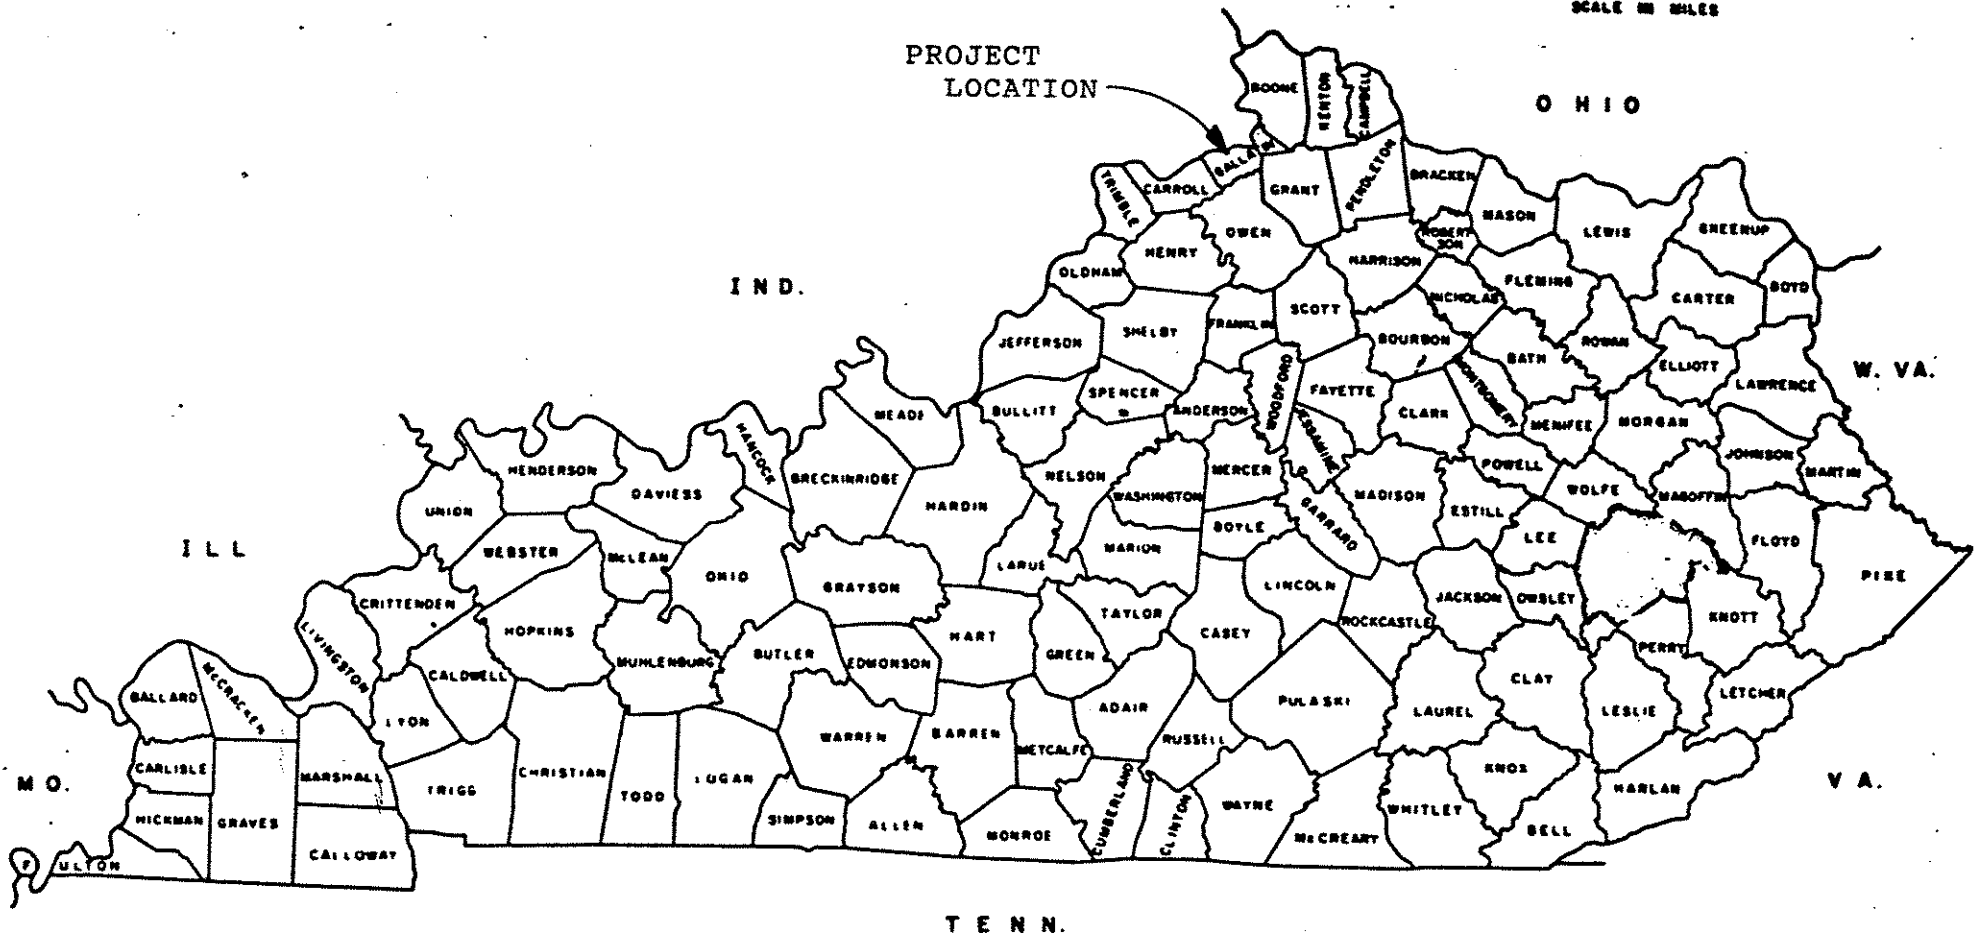 SCALE IN MILES
PROJECT
LOCATION
OHIO
IND.
ILL
W. VA.
MO.
VA.
TENN.
BOONE
KENTON
CAMPBELL
GALLATIN
CARROLL
TRIMBLE
GRANT
PENDLETON
BRACKEN
MASON
LEWIS
GREENUP
OWEN
HENRY
OLDHAM
HARRISON
ROBERT
SON
FLEMING
CARTER
BOYD
NICHOLAS
SCOTT
FRANKLIN
SHELBY
JEFFERSON
BOURBON
ROWAN
BATH
ELLIOTT
LAWRENCE
MONTGOMERY
WOODFORD
FAYETTE
CLARK
SPENCER
ANDERSON
BULLITT
MEADE
HANCOCK
BRECKINRIDGE
HENDERSON
DAVIESS
UNION
JESSAMINE
MENIFEE
MORGAN
JOHNSON
MARTIN
POWELL
WOLFE
MAGOFFIN
NELSON
WASHINGTON
MERCER
MADISON
ESTILL
HARDIN
GARRARD
BOYLE
LEE
FLOYD
PIKE
WEBSTER
McLEAN
OHIO
GRAYSON
LARUE
MARION
LINCOLN
JACKSON
OWSLEY
KNOTT
CRITTENDEN
HOPKINS
MUHLENBURG
BUTLER
EDMONSON
HART
GREEN
TAYLOR
CASEY
ROCKCASTLE
PERRY
LIVINGSTON
CALDWELL
BALLARD
McCRACKEN
LYON
WARREN
BARREN
METCALFE
ADAIR
RUSSELL
PULASKI
LAUREL
CLAY
LESLIE
LETCHER
CARLISLE
MARSHALL
TRIGG
CHRISTIAN
TODD
LOGAN
SIMPSON
ALLEN
MONROE
CUMBERLAND
CLINTON
WAYNE
McCREARY
WHITLEY
KNOX
BELL
HARLAN
HICKMAN
GRAVES
CALLOWAY
FULTON